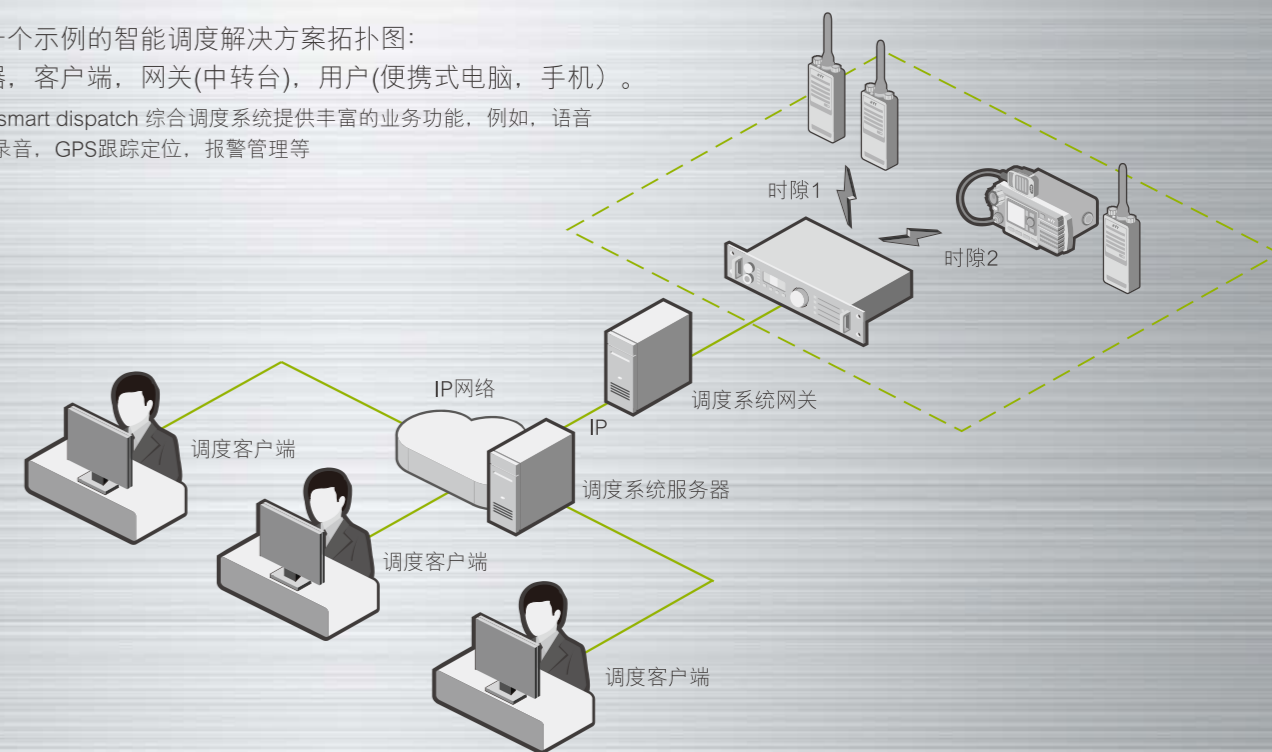 个示例的智能调度解决方案拓扑图:
器，客户端，网关(中转台)，用户(便携式电脑，手机）。
smart dispatch 综合调度系统提供丰富的业务功能，例如，语音
录音，GPS跟踪定位，报警管理等
时隙1
时隙2
IP网络
调度系统网关
IP
调度客户端
调度系统服务器
调度客户端
调度客户端